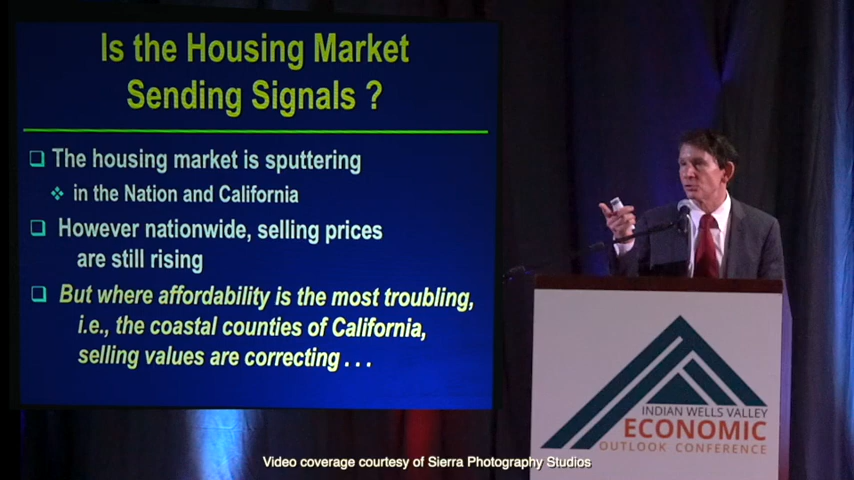 Is the Housing Market
Sending Signals ?
❑ The housing market is sputtering
❖ in the Nation and California
❑ However nationwide, selling prices
are still rising
❑ But where affordability is the most troubling,
i.e., the coastal counties of California,
selling values are correcting . . .
INDIAN WELLS VALLEY
ECONOMIC
OUTLOOK CONFERENCE
Video coverage courtesy of Sierra Photography Studios